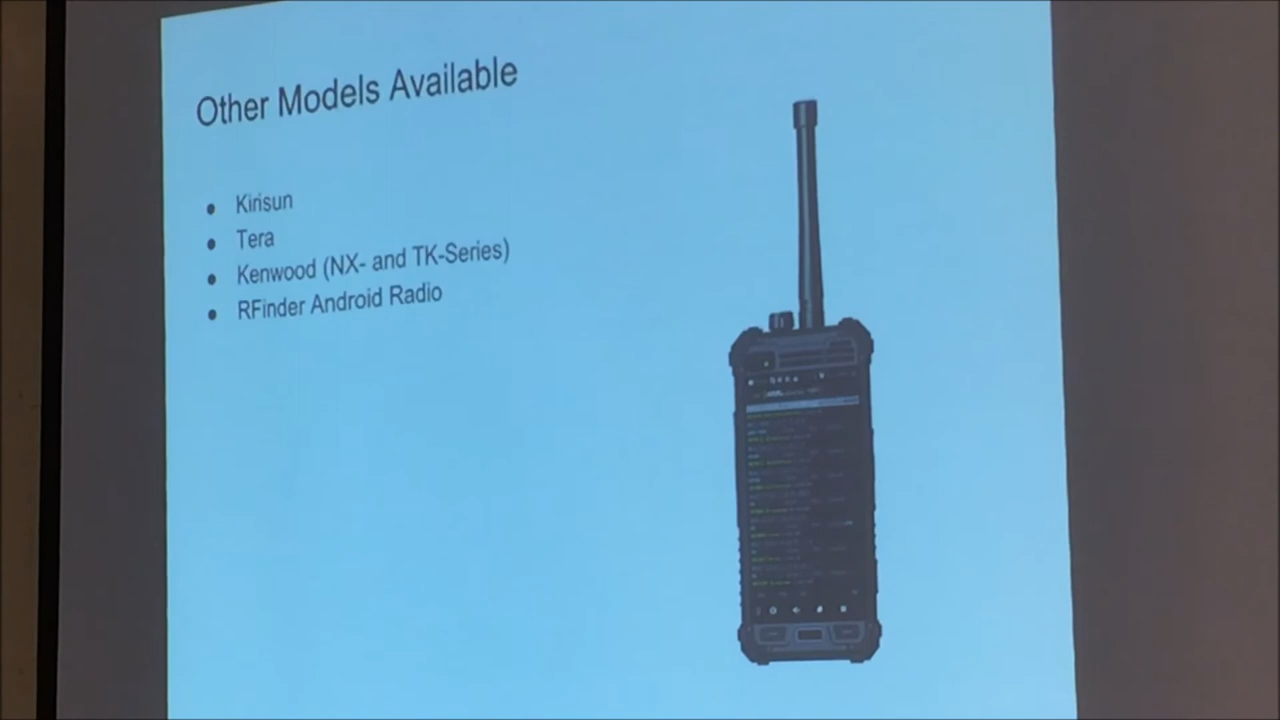 Other Models Available
● Kirisun
● Tera
● Kenwood (NX- and TK-Series)
● RFinder Android Radio